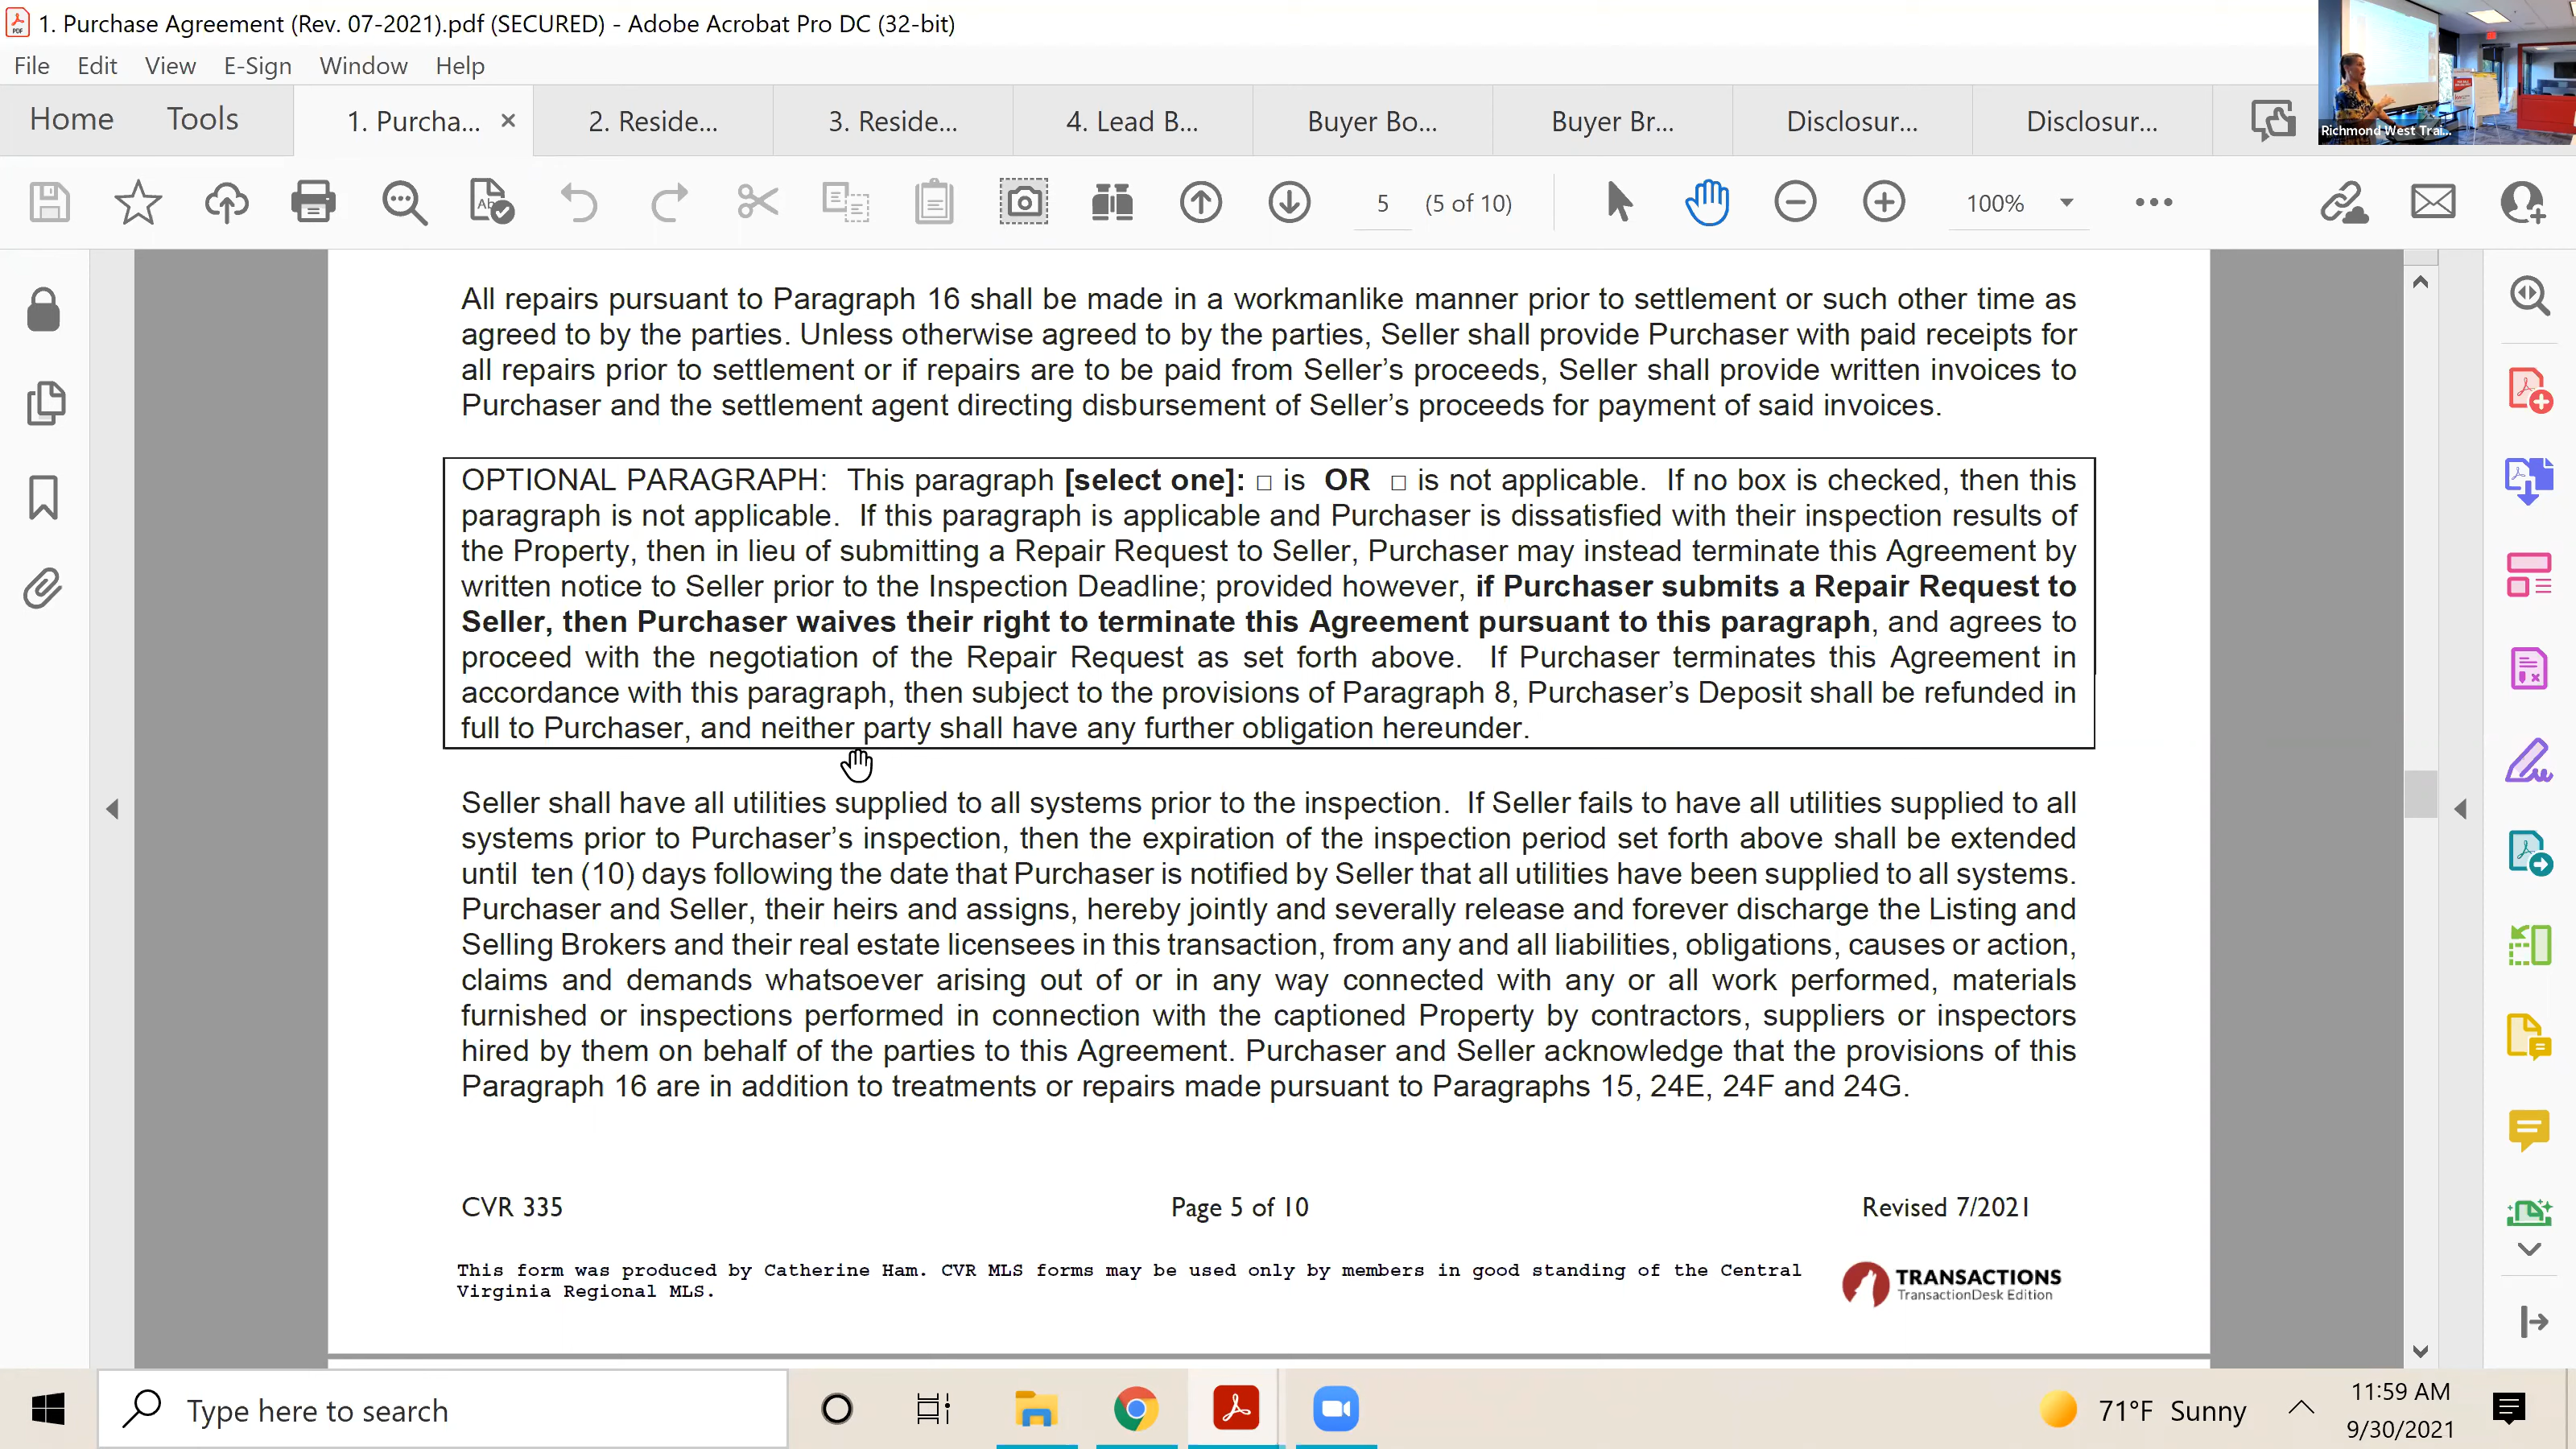 1. Purchase Agreement (Rev. 07-2021).pdf (SECURED) - Adobe Acrobat Pro DC (32-bit)
File Edit View E-Sign Window Help
Home Tools 1. Purcha... × 2. Reside... 3. Reside... 4. Lead B... Buyer Bo... Buyer Br... Disclosur... Disclosur...
Richmond West Trai...
5 (5 of 10) 100%
All repairs pursuant to Paragraph 16 shall be made in a workmanlike manner prior to settlement or such other time as
agreed to by the parties. Unless otherwise agreed to by the parties, Seller shall provide Purchaser with paid receipts for
all repairs prior to settlement or if repairs are to be paid from Seller's proceeds, Seller shall provide written invoices to
Purchaser and the settlement agent directing disbursement of Seller's proceeds for payment of said invoices.
OPTIONAL PARAGRAPH: This paragraph [select one]: □ is OR □ is not applicable. If no box is checked, then this
paragraph is not applicable. If this paragraph is applicable and Purchaser is dissatisfied with their inspection results of
the Property, then in lieu of submitting a Repair Request to Seller, Purchaser may instead terminate this Agreement by
written notice to Seller prior to the Inspection Deadline; provided however, if Purchaser submits a Repair Request to
Seller, then Purchaser waives their right to terminate this Agreement pursuant to this paragraph, and agrees to
proceed with the negotiation of the Repair Request as set forth above. If Purchaser terminates this Agreement in
accordance with this paragraph, then subject to the provisions of Paragraph 8, Purchaser's Deposit shall be refunded in
full to Purchaser, and neither party shall have any further obligation hereunder.
Seller shall have all utilities supplied to all systems prior to the inspection. If Seller fails to have all utilities supplied to all
systems prior to Purchaser's inspection, then the expiration of the inspection period set forth above shall be extended
until ten (10) days following the date that Purchaser is notified by Seller that all utilities have been supplied to all systems.
Purchaser and Seller, their heirs and assigns, hereby jointly and severally release and forever discharge the Listing and
Selling Brokers and their real estate licensees in this transaction, from any and all liabilities, obligations, causes or action,
claims and demands whatsoever arising out of or in any way connected with any or all work performed, materials
furnished or inspections performed in connection with the captioned Property by contractors, suppliers or inspectors
hired by them on behalf of the parties to this Agreement. Purchaser and Seller acknowledge that the provisions of this
Paragraph 16 are in addition to treatments or repairs made pursuant to Paragraphs 15, 24E, 24F and 24G.
CVR 335 Page 5 of 10 Revised 7/2021
This form was produced by Catherine Ham. CVR MLS forms may be used only by members in good standing of the Central
Virginia Regional MLS.
TRANSACTIONS
TransactionDesk Edition
Type here to search
71°F Sunny
11:59 AM
9/30/2021